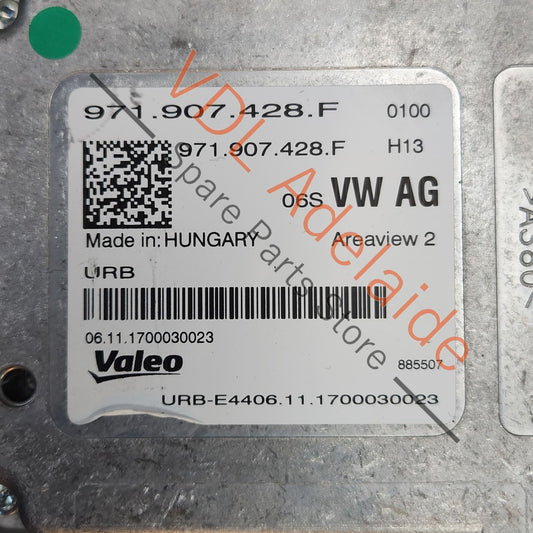 971.907.428.F 0100
971.907.428.F H13
06S VW AG
Made in: HUNGARY Areaview 2
URB
06.11.1700030023
Valeo 885507
URB-E4406.11.1700030023
>A380<
VDL Adelaide
Spare Parts Store